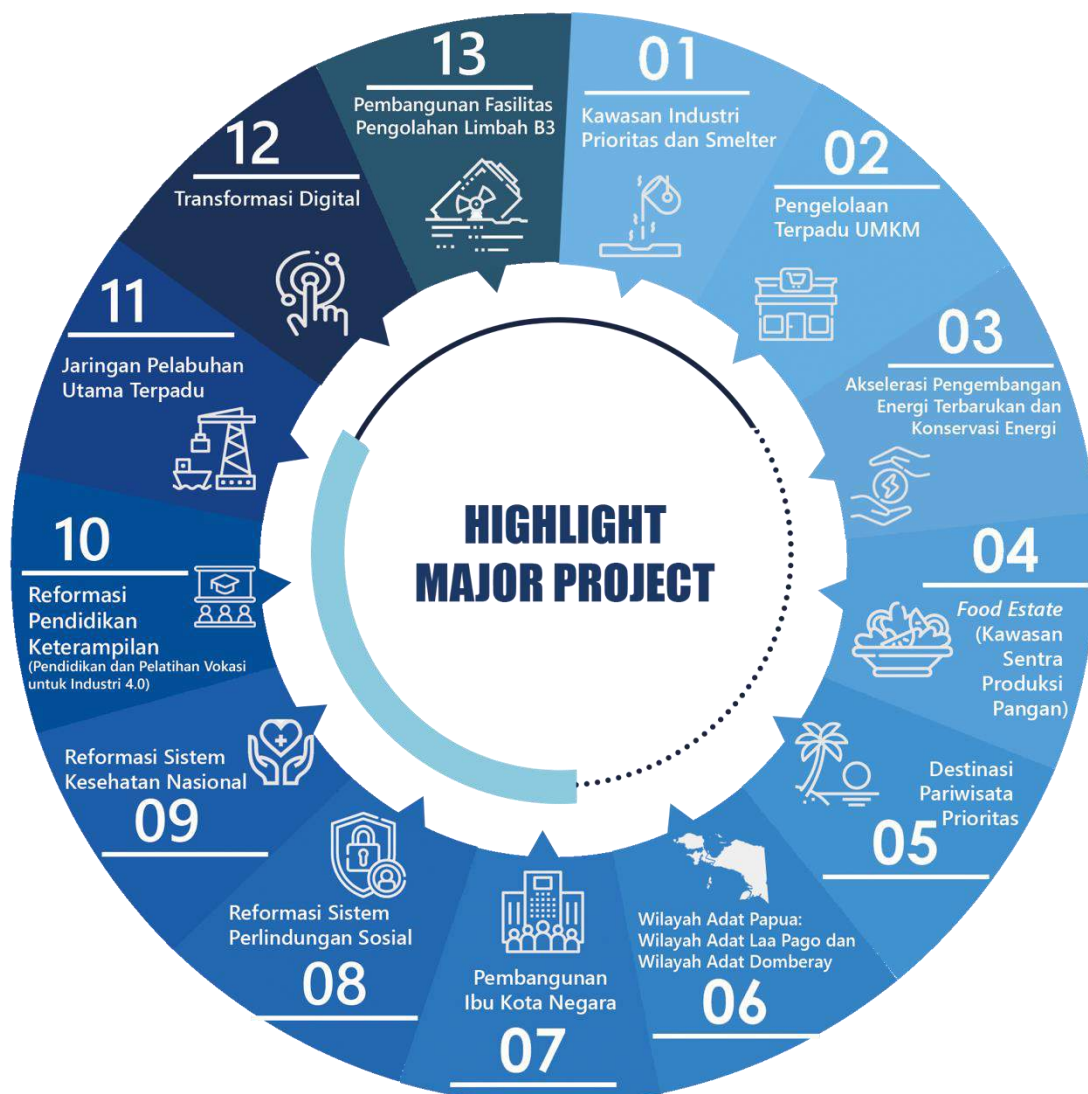 HIGHLIGHT
MAJOR PROJECT
01
Kawasan Industri
Prioritas dan Smelter
02
Pengelolaan
Terpadu UMKM
03
Akselerasi Pengembangan
Energi Terbarukan dan
Konservasi Energi
04
Food Estate
(Kawasan
Sentra
Produksi
Pangan)
Destinasi
Pariwisata
Prioritas
05
Wilayah Adat Papua:
Wilayah Adat Laa Pago dan
Wilayah Adat Domberay
06
Pembangunan
Ibu Kota Negara
07
Reformasi Sistem
Perlindungan Sosial
08
Reformasi Sistem
Kesehatan Nasional
09
10
Reformasi
Pendidikan
Keterampilan
(Pendidikan dan Pelatihan Vokasi
untuk Industri 4.0)
11
Jaringan Pelabuhan
Utama Terpadu
12
Transformasi Digital
13
Pembangunan Fasilitas
Pengolahan Limbah B3